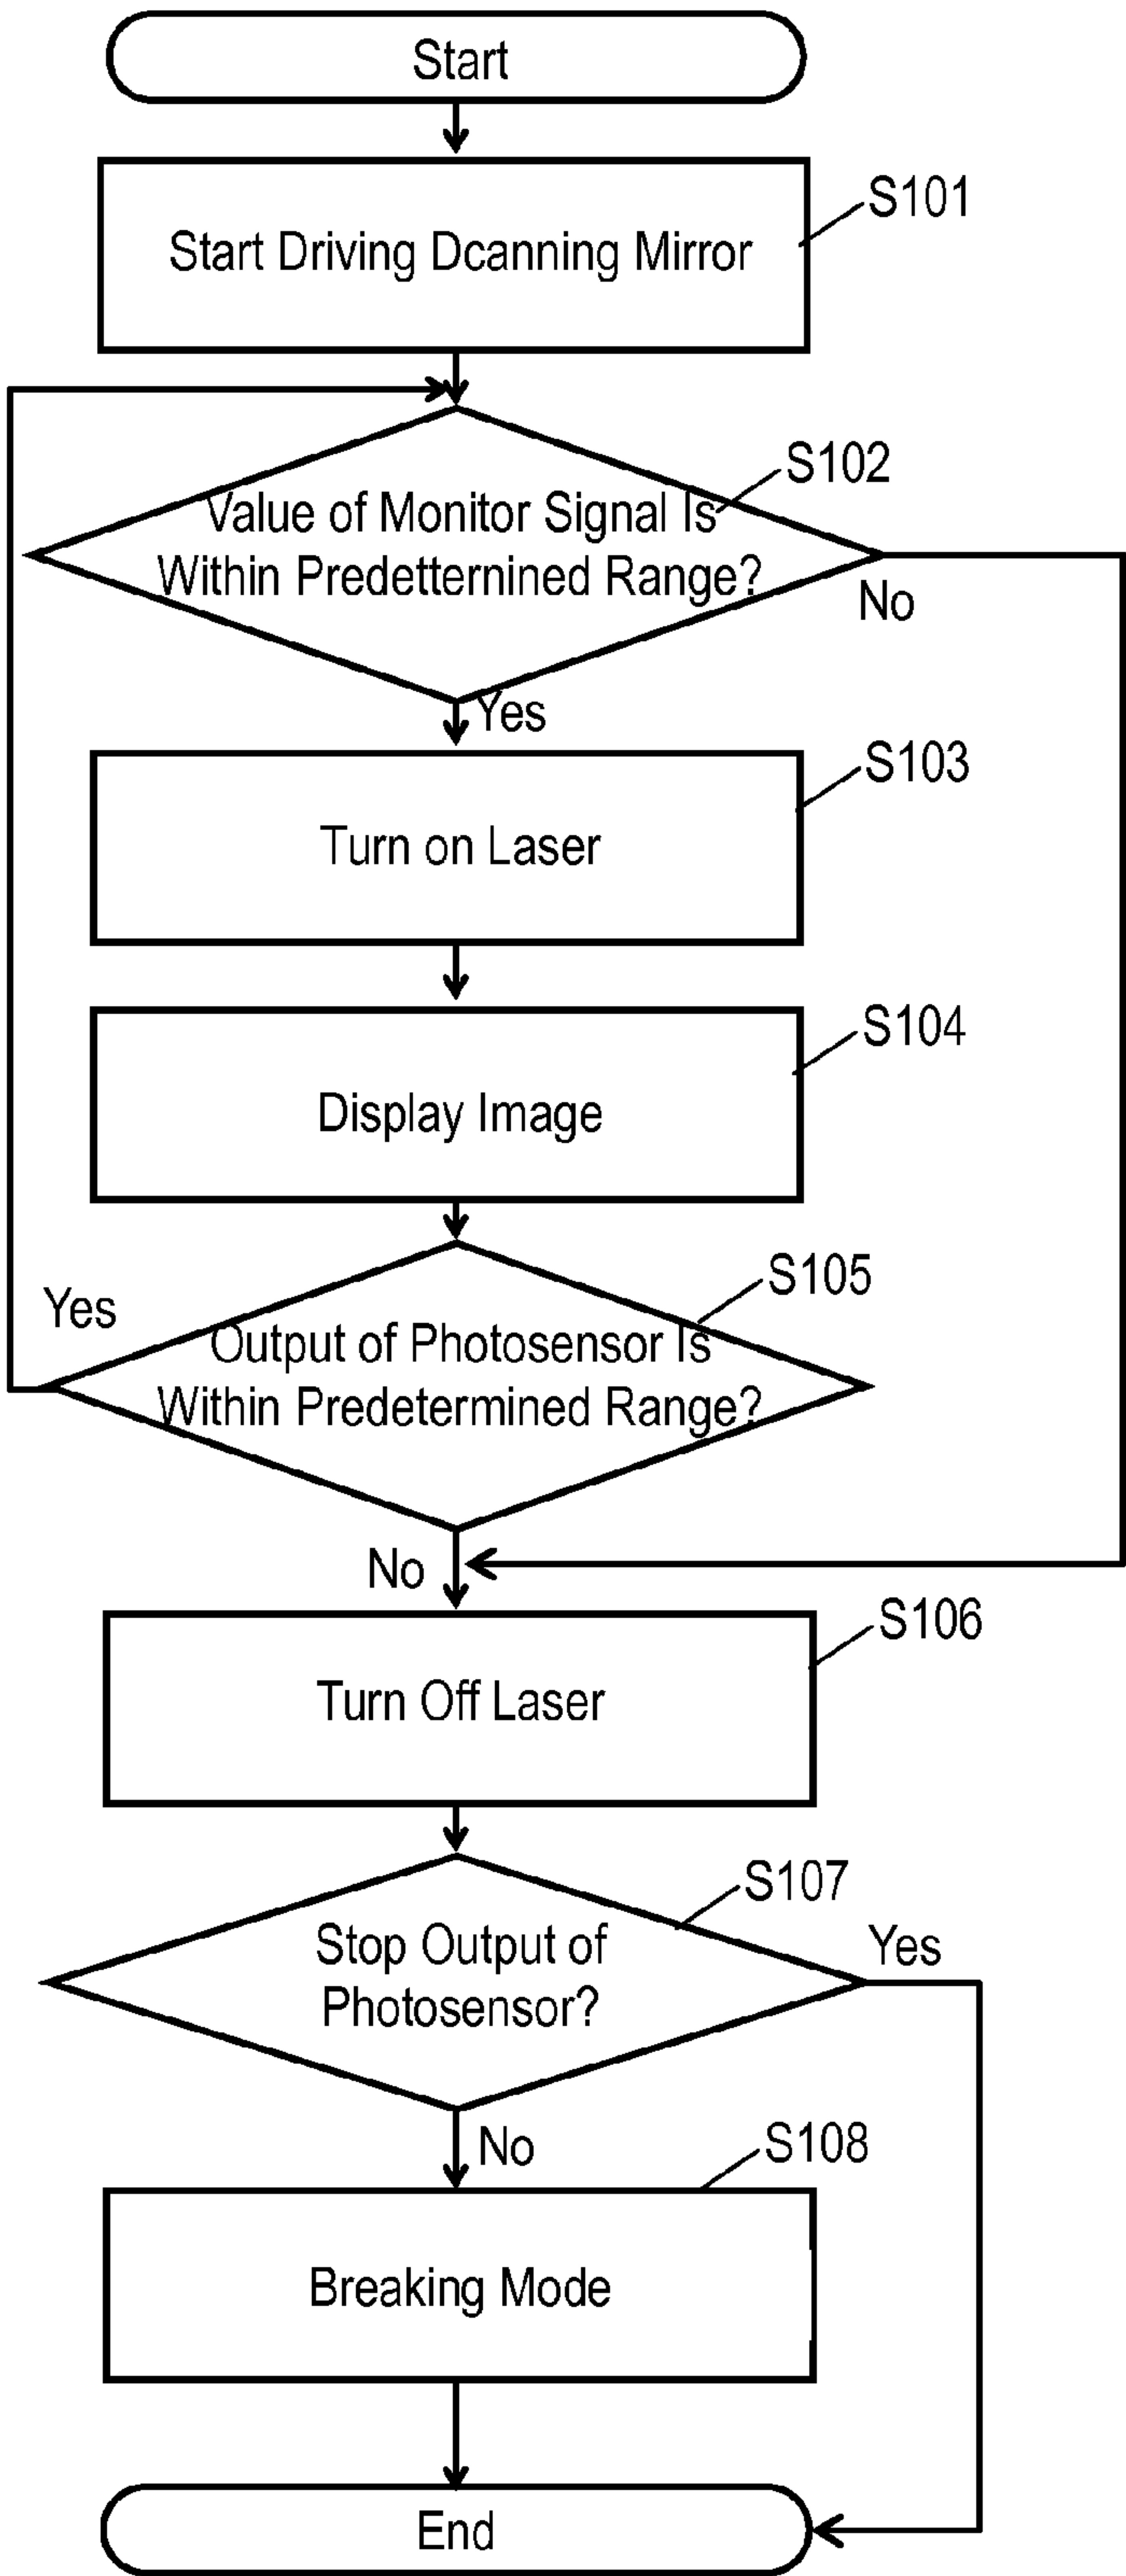 Start
S101
Start Driving Dcanning Mirror
S102
Value of Monitor Signal Is
Within Predetternined Range?
No
Yes
S103
Turn on Laser
S104
Display Image
S105
Yes
Output of Photosensor Is
Within Predetermined Range?
No
S106
Turn Off Laser
S107
Stop Output of
Photosensor?
Yes
No
S108
Breaking Mode
End